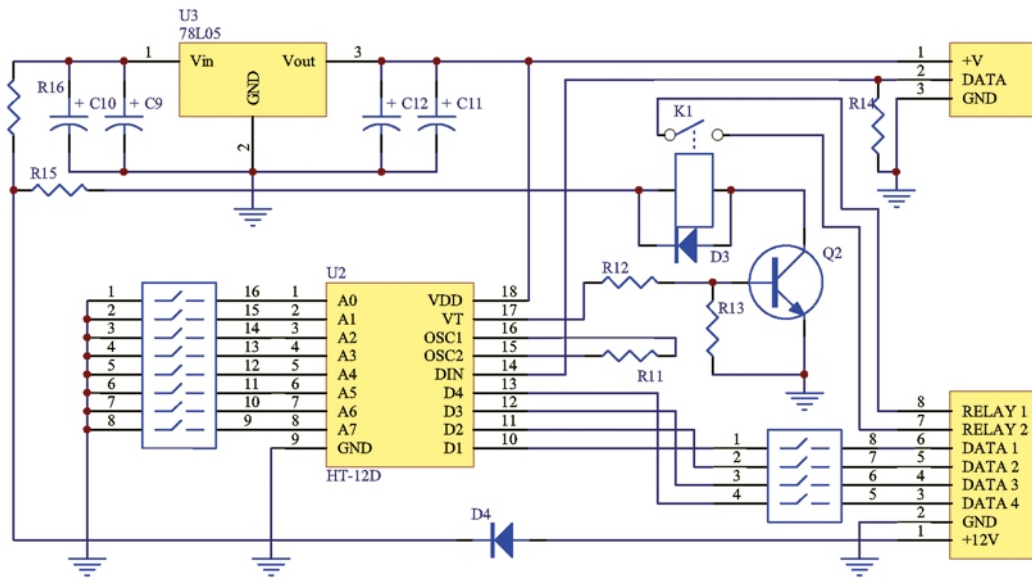 U3
78L05
1 Vin Vout 3
GND
2
R16
+ C10 + C9
+ C12 + C11
R15
K1
R14
1 +V
2 DATA
3 GND
D3
Q2
R12
R13
R11
U2
1 16 1 A0 VDD 18
2 15 2 A1 VT 17
3 14 3 A2 OSC1 16
4 13 4 A3 OSC2 15
5 12 5 A4 DIN 14
6 11 6 A5 D4 13
7 10 7 A6 D3 12
8 9 8 A7 D2 11
9 GND D1 10
HT-12D
1 8
2 7
3 6
4 5
8 RELAY 1
7 RELAY 2
6 DATA 1
5 DATA 2
4 DATA 3
3 DATA 4
2 GND
1 +12V
D4